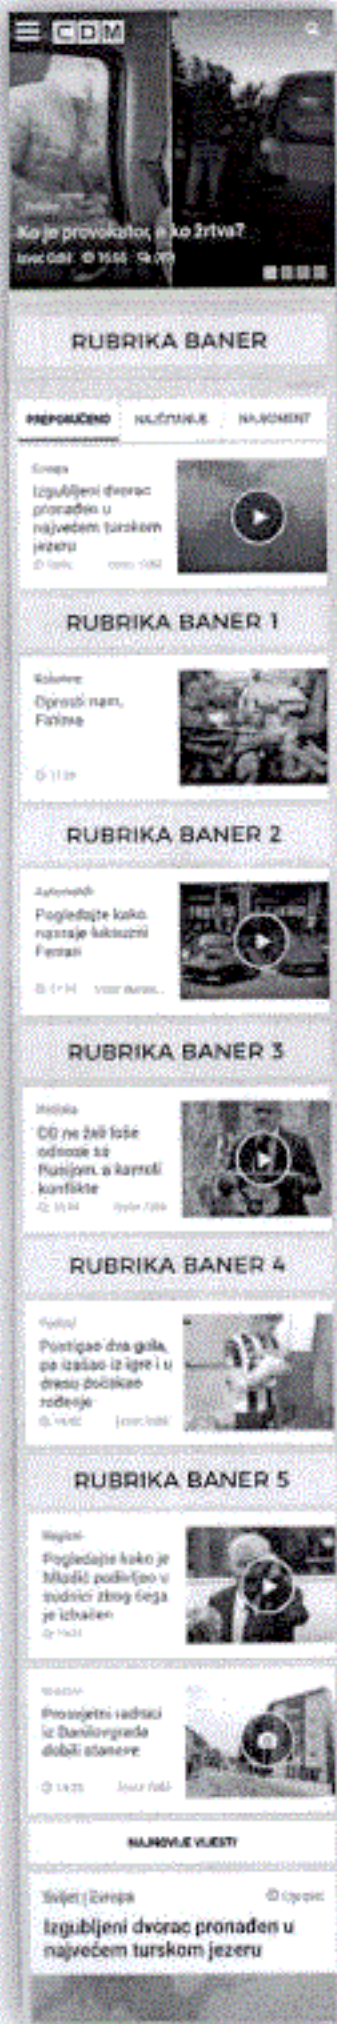 CDM
Ko je provokator, a ko žrtva?
RUBRIKA BANER
PREPORUČENO NAJČITANIJE NAJKOMENT
Evropa
Izgubljeni dvorac
pronađen u
najvećem turskom
jezeru
RUBRIKA BANER 1
Kolumne
Oprosti nam,
RUBRIKA BANER 2
Pogledajte kako
nastaje luksuzni
Ferrari
RUBRIKA BANER 3
CG ne želi loše
odnose sa
Rusijom, a kamoli
konflikte
RUBRIKA BANER 4
Postigao dva gola,
pa izašao iz igre i u
dresu dočekao
rođenje
RUBRIKA BANER 5
Region
Pogledajte kako je
Mladić podivljao u
sudnici zbog čega
je izbačen
Prosvjetni radnici
iz Danilovgrada
dobili stanove
NAJNOVIJE VIJESTI
Svijet | Evropa
Izgubljeni dvorac pronađen u
najvećem turskom jezeru